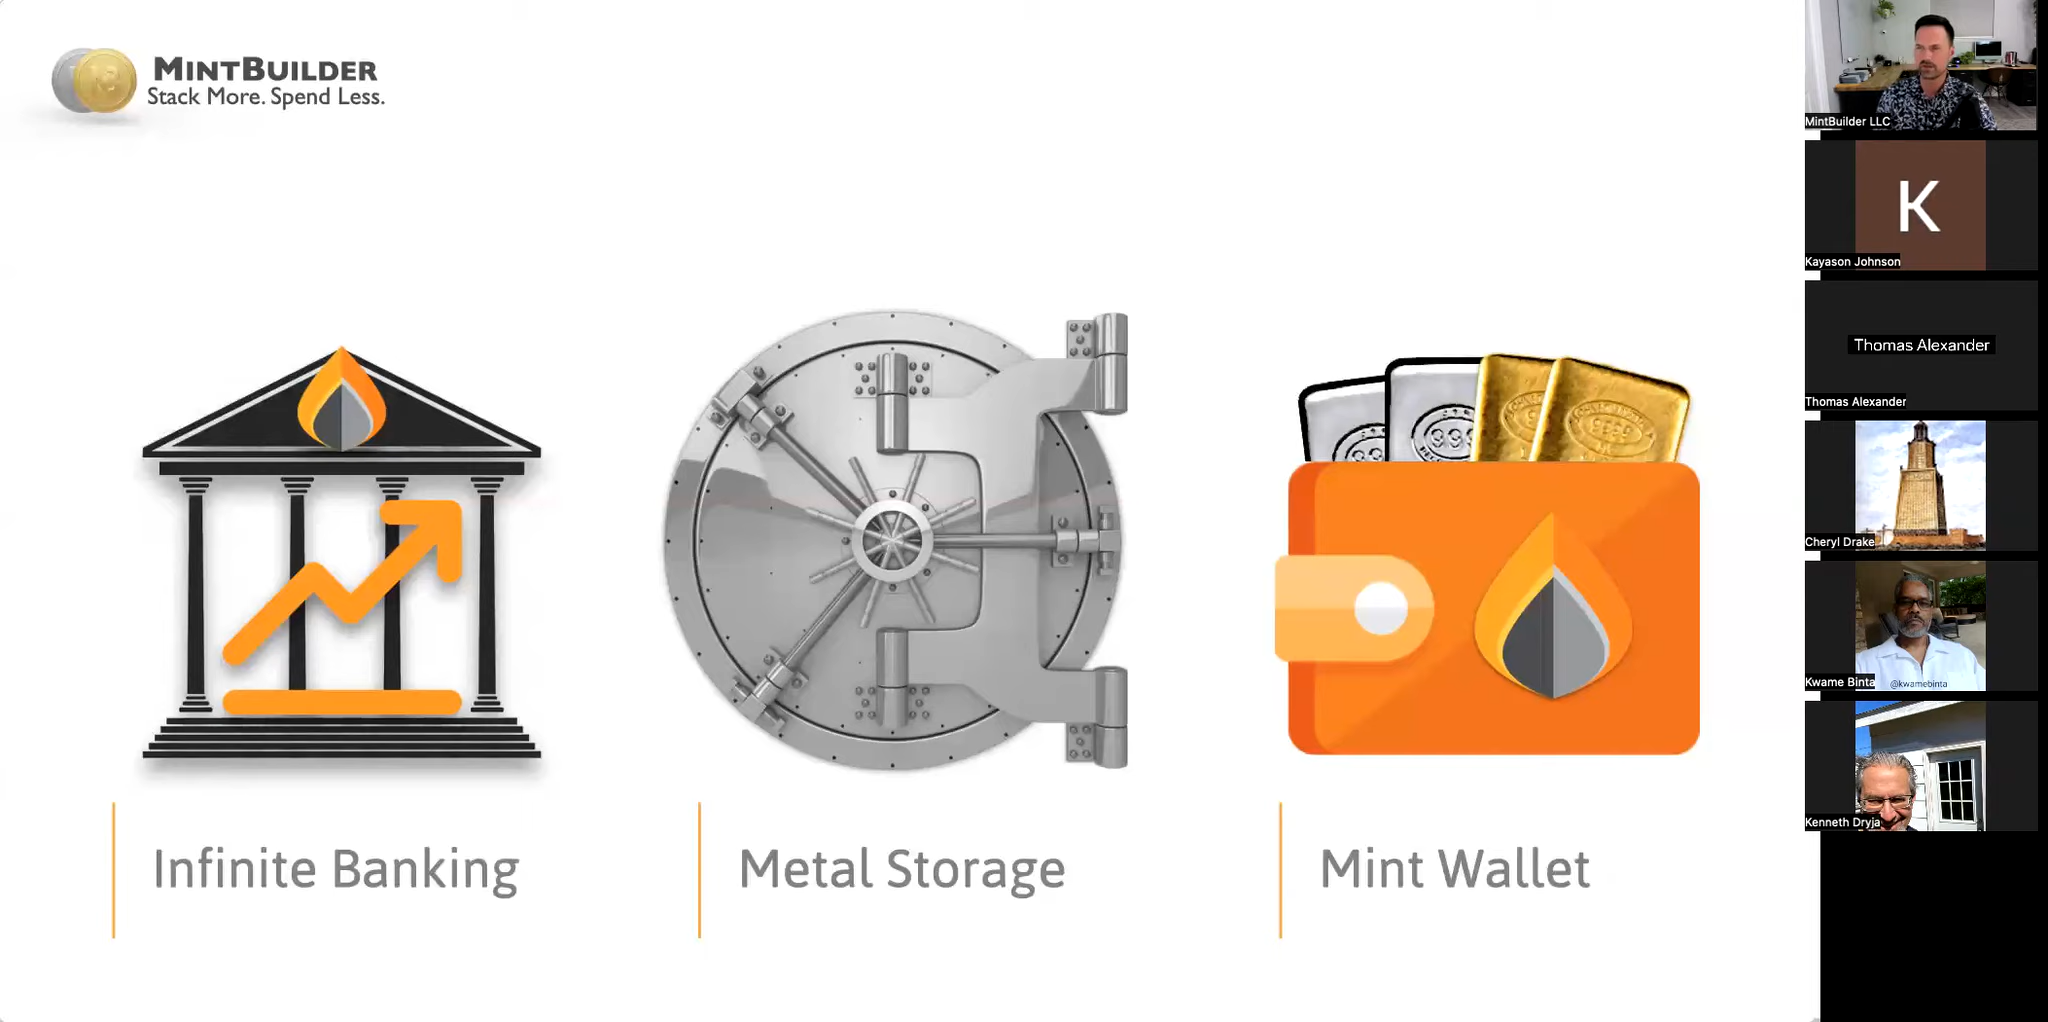 MINTBUILDER
Stack More. Spend Less.
Infinite Banking
Metal Storage
Mint Wallet
MintBuilder LLC
K
Kayason Johnson
Thomas Alexander
Thomas Alexander
Cheryl Drake
Kwame Binta
@kwamebinta
Kenneth Dryja